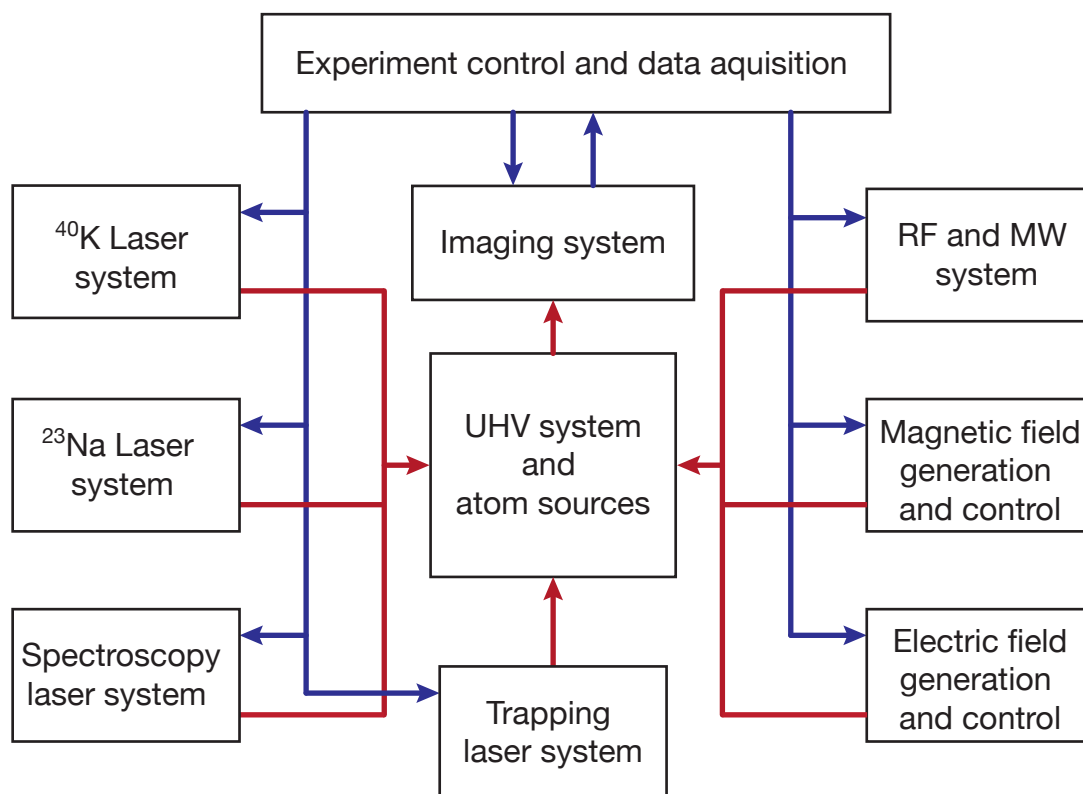 Experiment control and data aquisition
⁴⁰K Laser
system
Imaging system
RF and MW
system
²³Na Laser
system
UHV system
and
atom sources
Magnetic field
generation
and control
Spectroscopy
laser system
Trapping
laser system
Electric field
generation
and control